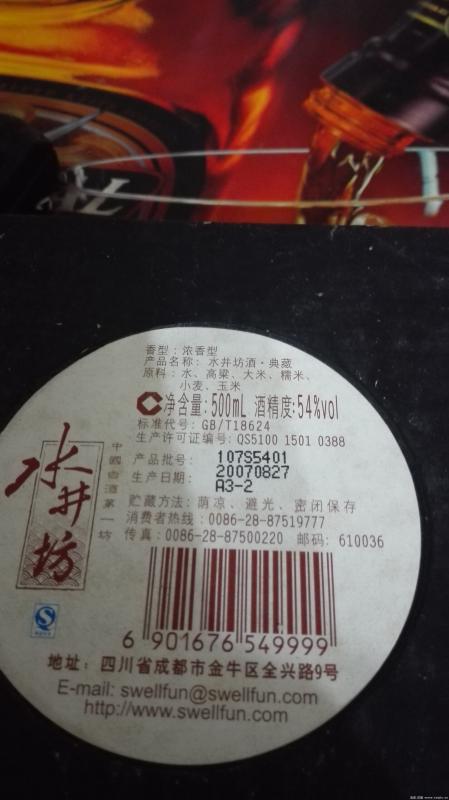 香型：浓香型
产品名称：水井坊酒·典藏
原料：水、高粱、大米、糯米、
小麦、玉米
净含量：500mL 酒精度：54%vol
标准代号：GB/T18624
生产许可证编号：QS5100 1501 0388
产品批号：107S5401
生产日期：20070827
A3-2
贮藏方法：荫凉、避光、密闭保存
消费者热线：0086-28-87519777
传真：0086-28-87500220 邮码：610036
水井坊
中國白酒第一坊
6 901676 549999
地址：四川省成都市金牛区全兴路9号
E-mail: swellfun@swellfun.com
http://www.swellfun.com